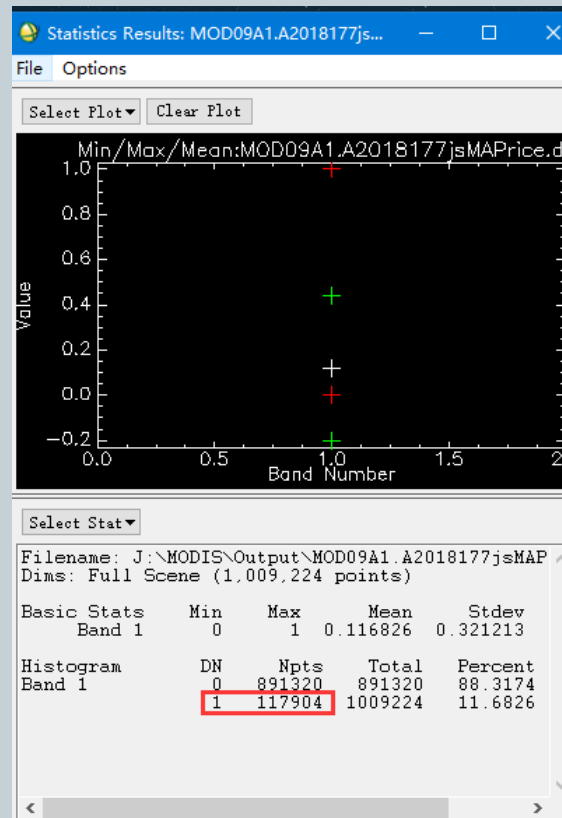 Statistics Results: MOD09A1.A2018177js...
File Options
Select Plot Clear Plot
Min/Max/Mean:MOD09A1.A2018177jsMAPrice.d
1.0
0.8
0.6
0.4
0.2
0.0
-0.2
Value
0.0 0.5 1.0 1.5 2
Band Number
Select Stat
Filename: J:\MODIS\Output\MOD09A1.A2018177jsMAP
Dims: Full Scene (1,009,224 points)
Basic Stats Min Max Mean Stdev
Band 1 0 1 0.116826 0.321213
Histogram DN Npts Total Percent
Band 1 0 891320 891320 88.3174
1 117904 1009224 11.6826